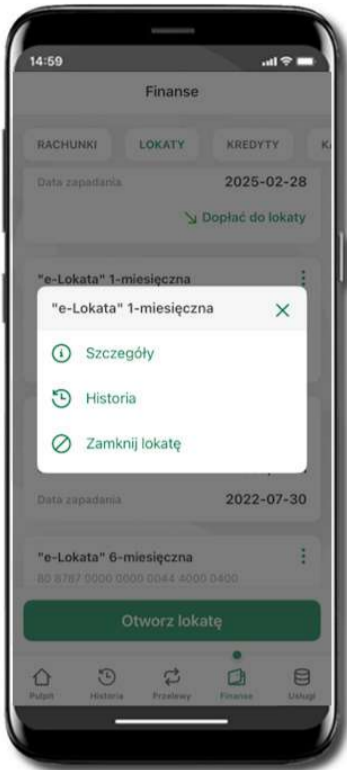 14:59
Finanse
RACHUNKI LOKATY KREDYTY
Data zapadania 2025-02-28
Dopłać do lokaty
"e-Lokata" 1-miesięczna
"e-Lokata" 1-miesięczna
Szczegóły
Historia
Zamknij lokatę
Data zapadania 2022-07-30
"e-Lokata" 6-miesięczna
80 8787 0000 0000 0044 4000 0400
Otworz lokatę
Pulpit Historia Przelewy Finanse Usługi